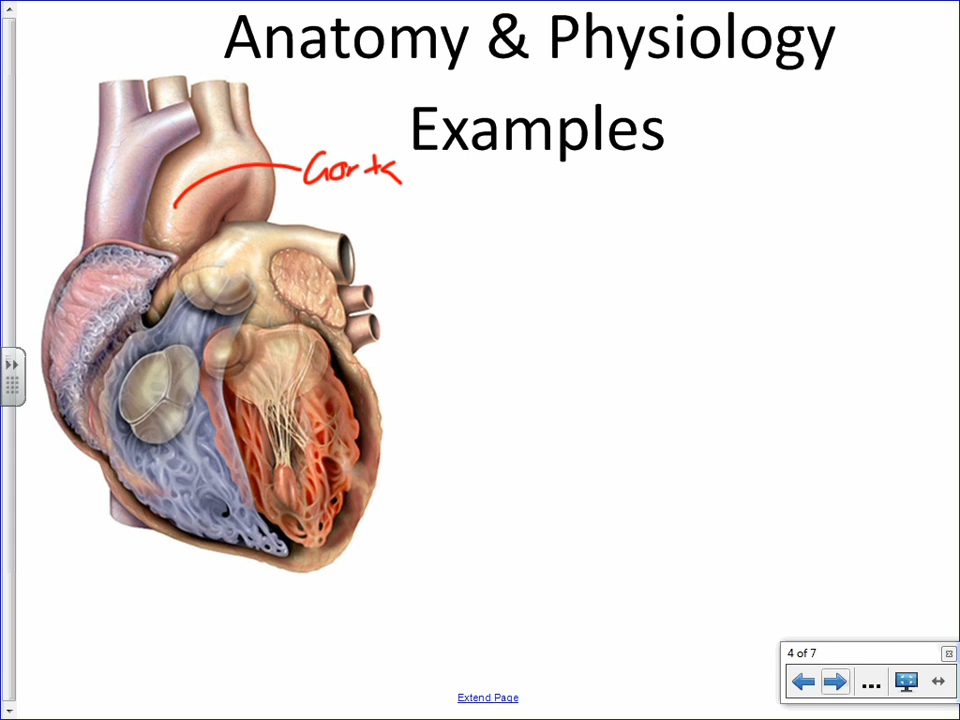 Anatomy & Physiology
Examples
aorta
4 of 7
...
Extend Page